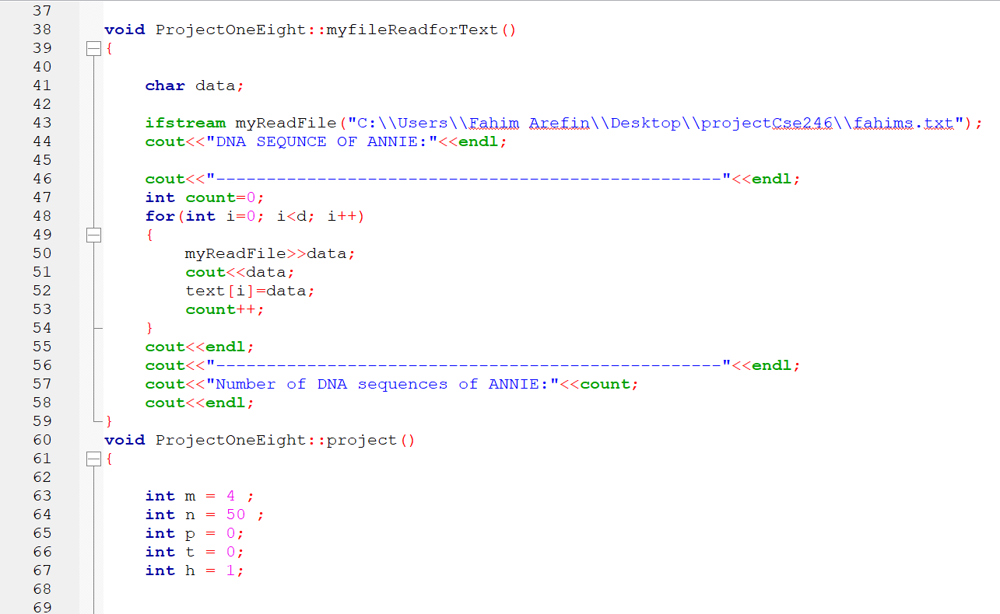 37
38 void ProjectOneEight::myfileReadforText()
39 {
40
41 char data;
42
43 ifstream myReadFile("C:\\Users\\Fahim Arefin\\Desktop\\projectCse246\\fahims.txt");
44 cout<<"DNA SEQUNCE OF ANNIE:"<<endl;
45
46 cout<<"--------------------------------------------------"<<endl;
47 int count=0;
48 for(int i=0; i<d; i++)
49 {
50 myReadFile>>data;
51 cout<<data;
52 text[i]=data;
53 count++;
54 }
55 cout<<endl;
56 cout<<"--------------------------------------------------"<<endl;
57 cout<<"Number of DNA sequences of ANNIE:"<<count;
58 cout<<endl;
59 }
60 void ProjectOneEight::project()
61 {
62
63 int m = 4 ;
64 int n = 50 ;
65 int p = 0;
66 int t = 0;
67 int h = 1;
68
69